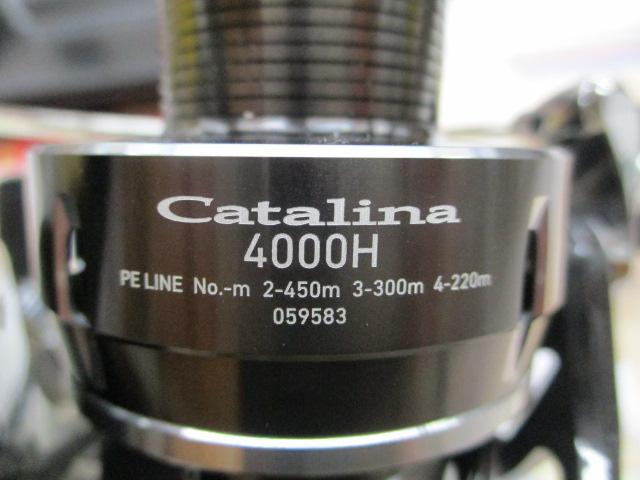 Catalina
4000H
PE LINE No.-m 2-450m 3-300m 4-220m
059583